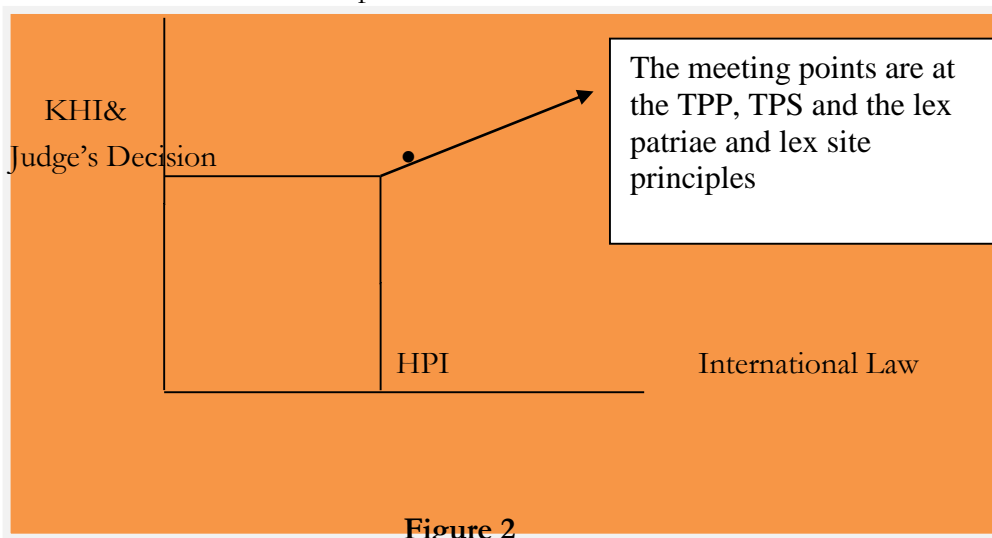 KHI&
Judge's Decision
The meeting points are at
the TPP, TPS and the lex
patriae and lex site
principles
HPI
International Law
Figure 2